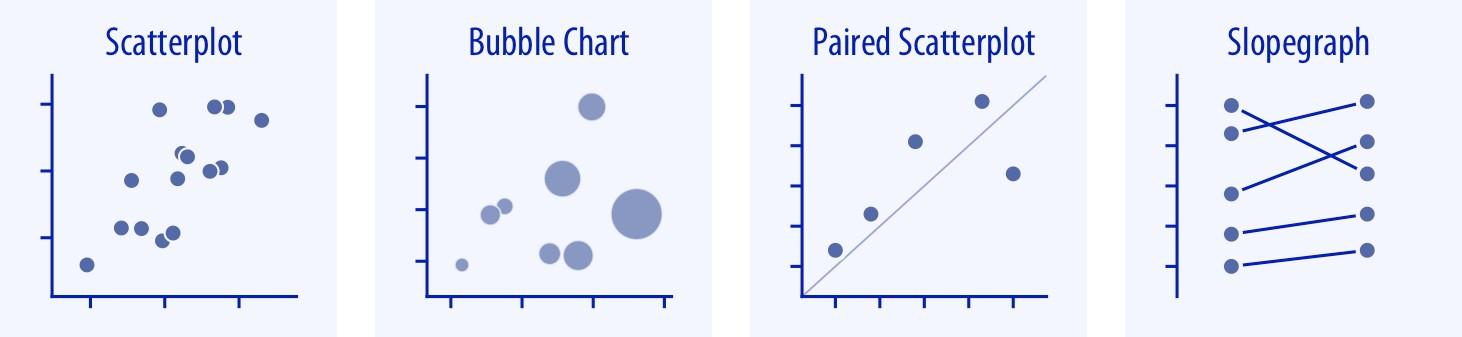 Scatterplot
Bubble Chart
Paired Scatterplot
Slopegraph